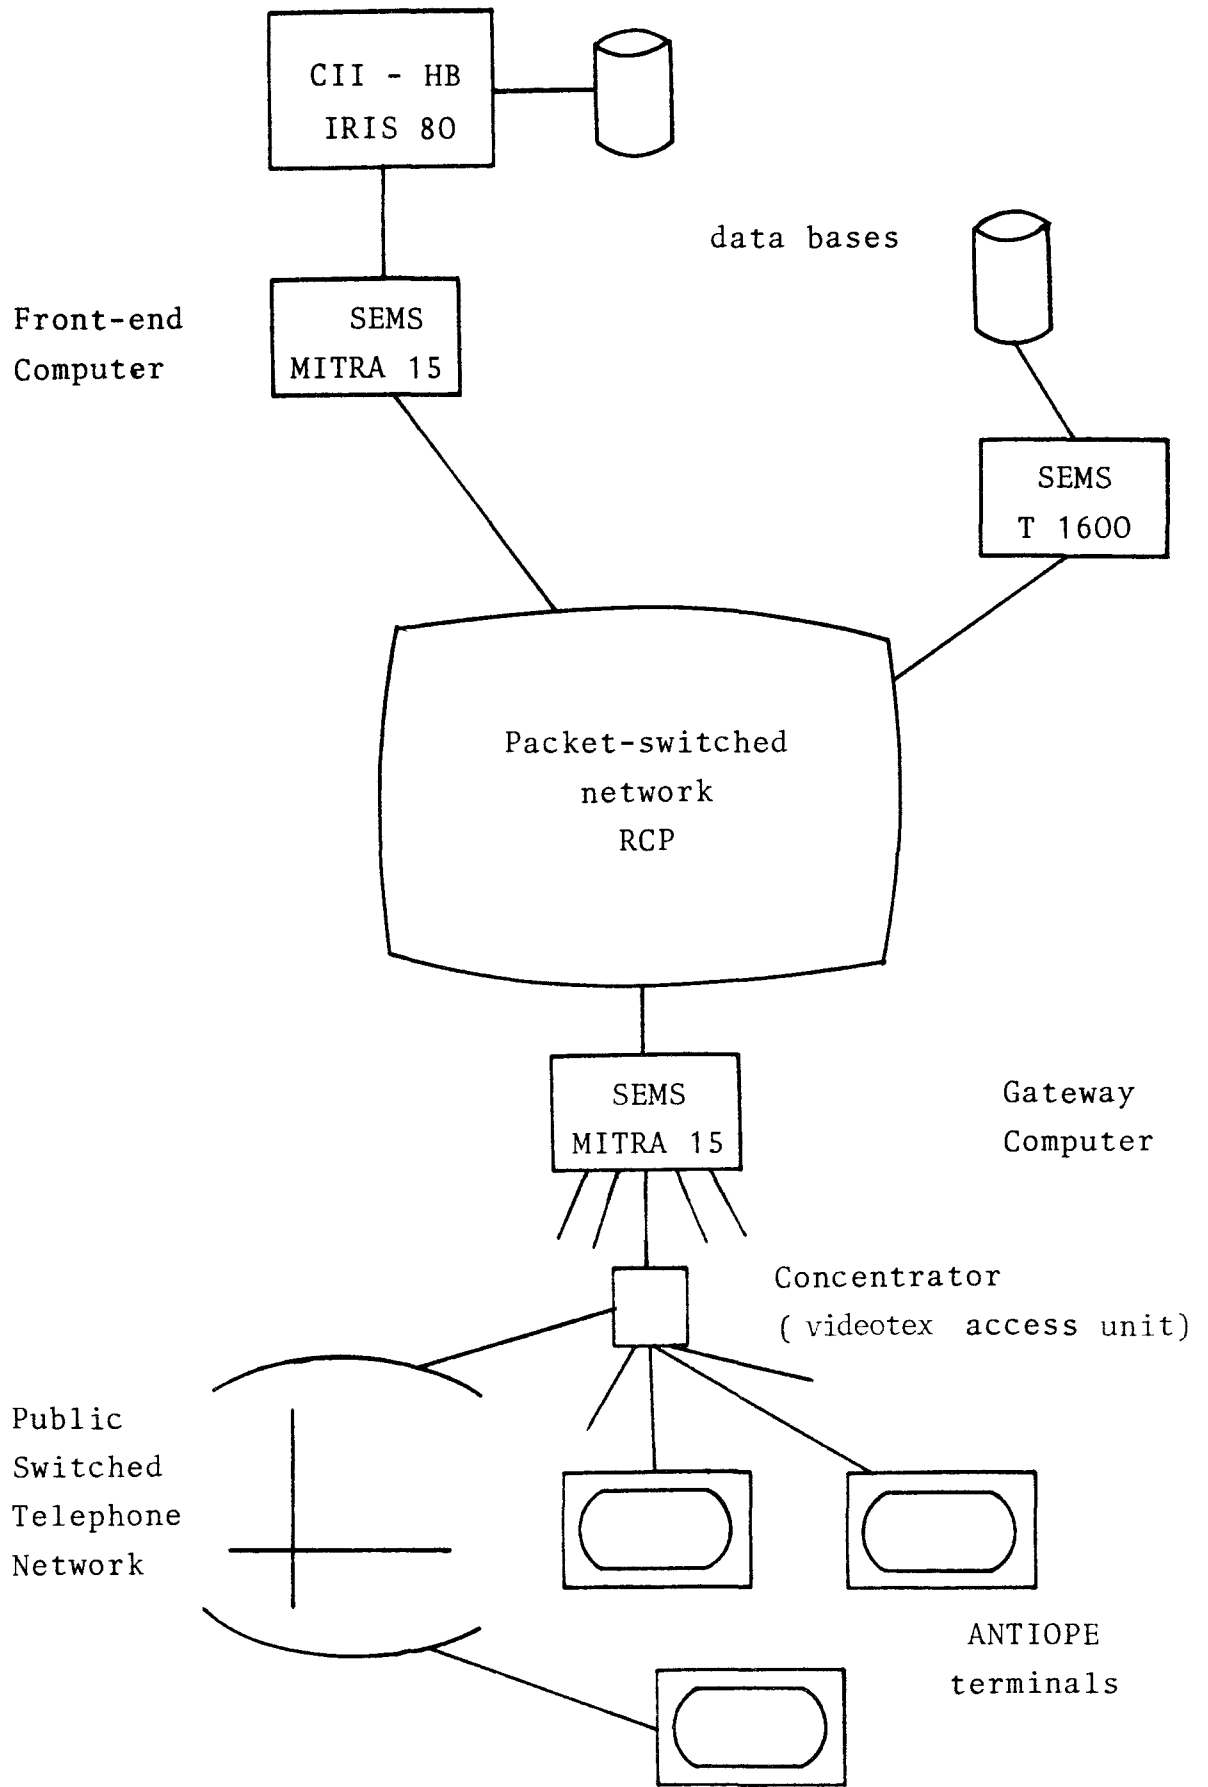 CII - HB
IRIS 80
data bases
Front-end
Computer
SEMS
MITRA 15
SEMS
T 1600
Packet-switched
network
RCP
SEMS
MITRA 15
Gateway
Computer
Concentrator
( videotex access unit)
Public
Switched
Telephone
Network
ANTIOPE
terminals